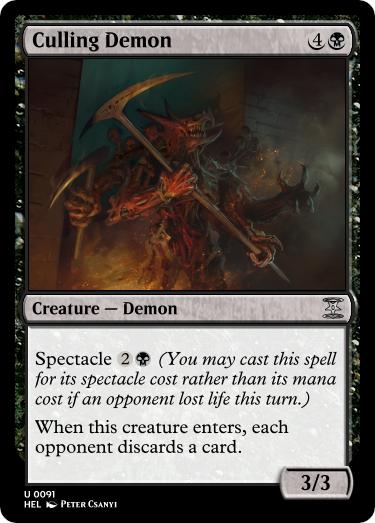 Culling Demon 4
Creature — Demon
Spectacle 2 (You may cast this spell
for its spectacle cost rather than its mana
cost if an opponent lost life this turn.)
When this creature enters, each
opponent discards a card.
3/3
U 0091
HEL Peter Csanyi